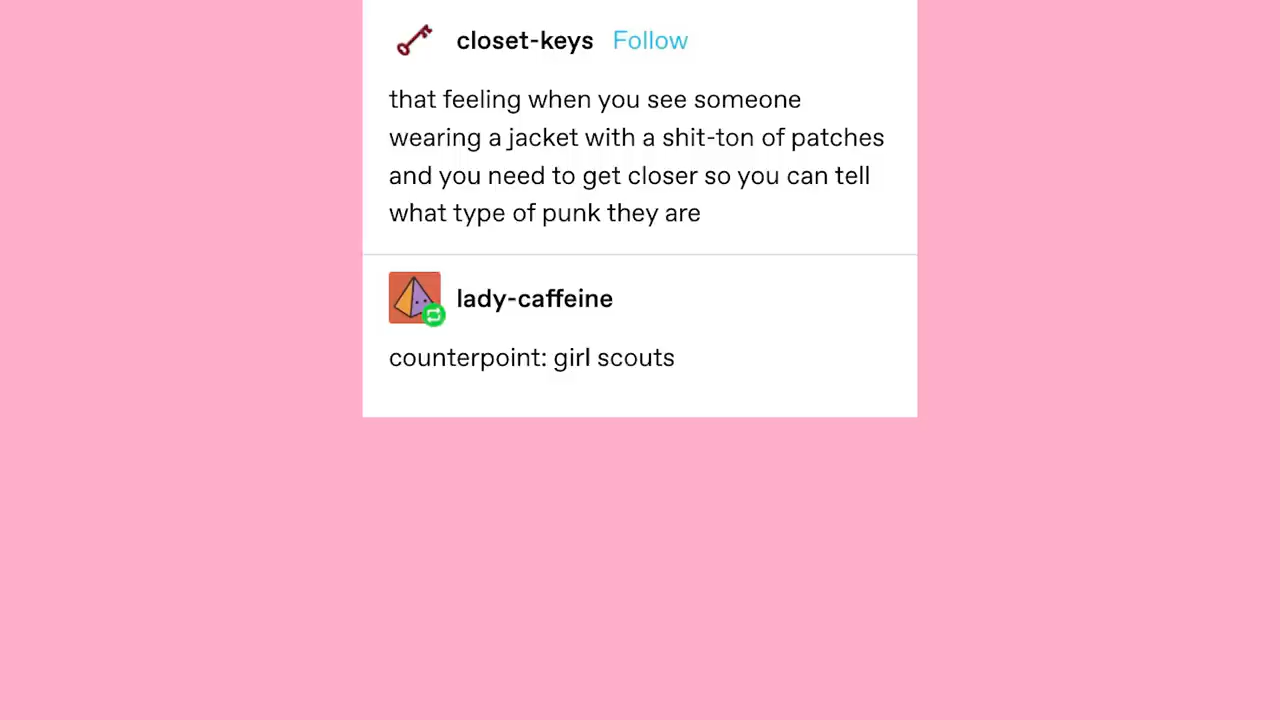 closet-keys Follow
that feeling when you see someone
wearing a jacket with a shit-ton of patches
and you need to get closer so you can tell
what type of punk they are
lady-caffeine
counterpoint: girl scouts